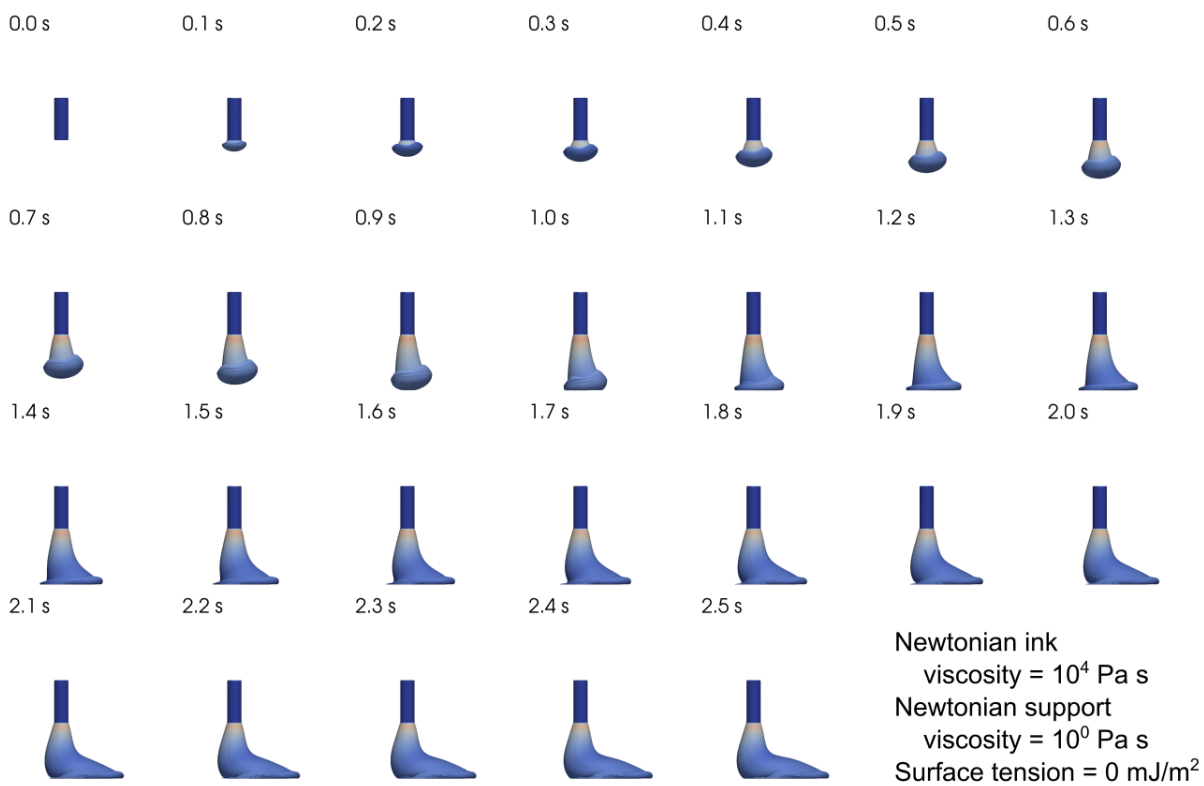 0.0 s 0.1 s 0.2 s 0.3 s 0.4 s 0.5 s 0.6 s
0.7 s 0.8 s 0.9 s 1.0 s 1.1 s 1.2 s 1.3 s
1.4 s 1.5 s 1.6 s 1.7 s 1.8 s 1.9 s 2.0 s
2.1 s 2.2 s 2.3 s 2.4 s 2.5 s
Newtonian ink
viscosity = 10⁴ Pa s
Newtonian support
viscosity = 10⁰ Pa s
Surface tension = 0 mJ/m²